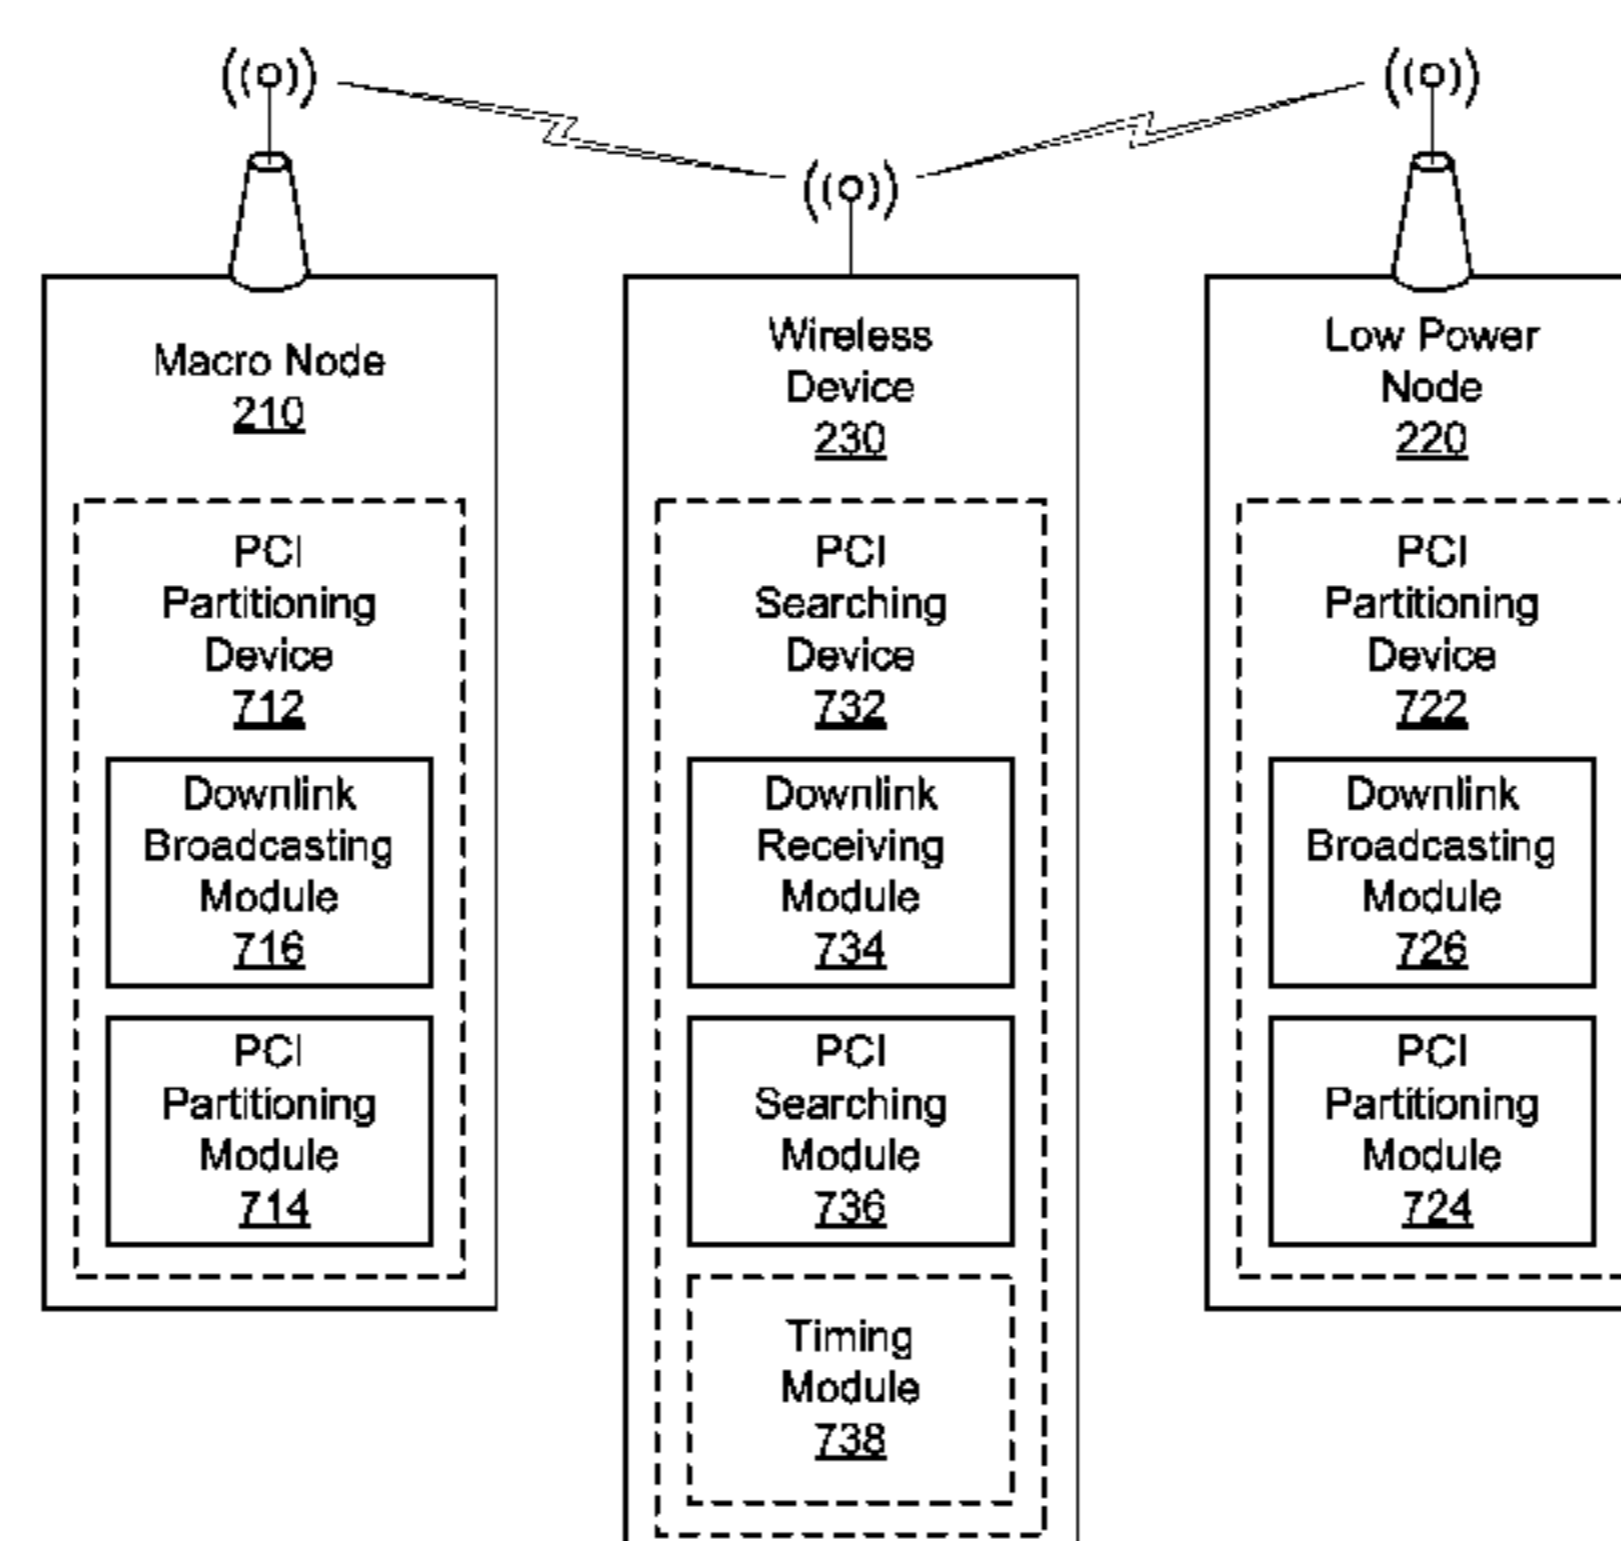 Macro Node
210
PCI
Partitioning
Device
712
Downlink
Broadcasting
Module
716
PCI
Partitioning
Module
714
Wireless
Device
230
PCI
Searching
Device
732
Downlink
Receiving
Module
734
PCI
Searching
Module
736
Timing
Module
738
Low Power
Node
220
PCI
Partitioning
Device
722
Downlink
Broadcasting
Module
726
PCI
Partitioning
Module
724